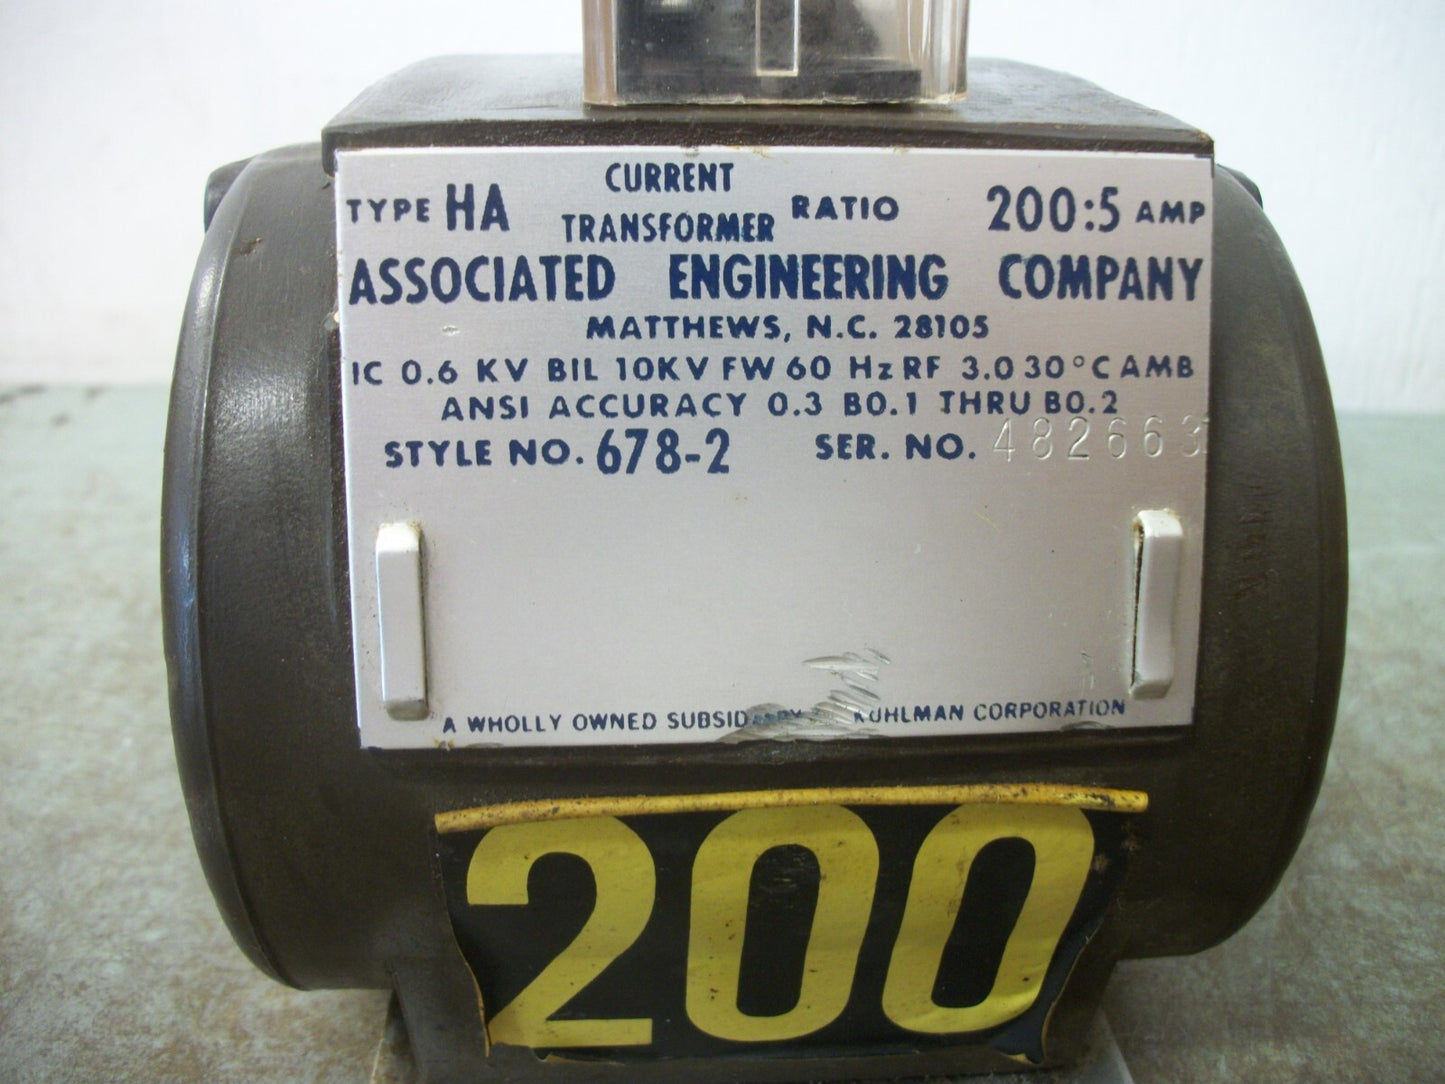 TYPE HA CURRENT TRANSFORMER RATIO 200:5 AMP
ASSOCIATED ENGINEERING COMPANY
MATTHEWS, N.C. 28105
IC 0.6 KV BIL 10KV FW 60 Hz RF 3.0 30°C AMB
ANSI ACCURACY 0.3 B0.1 THRU B0.2
STYLE NO. 678-2 SER. NO. 482663
A WHOLLY OWNED SUBSIDIARY KUHLMAN CORPORATION
200